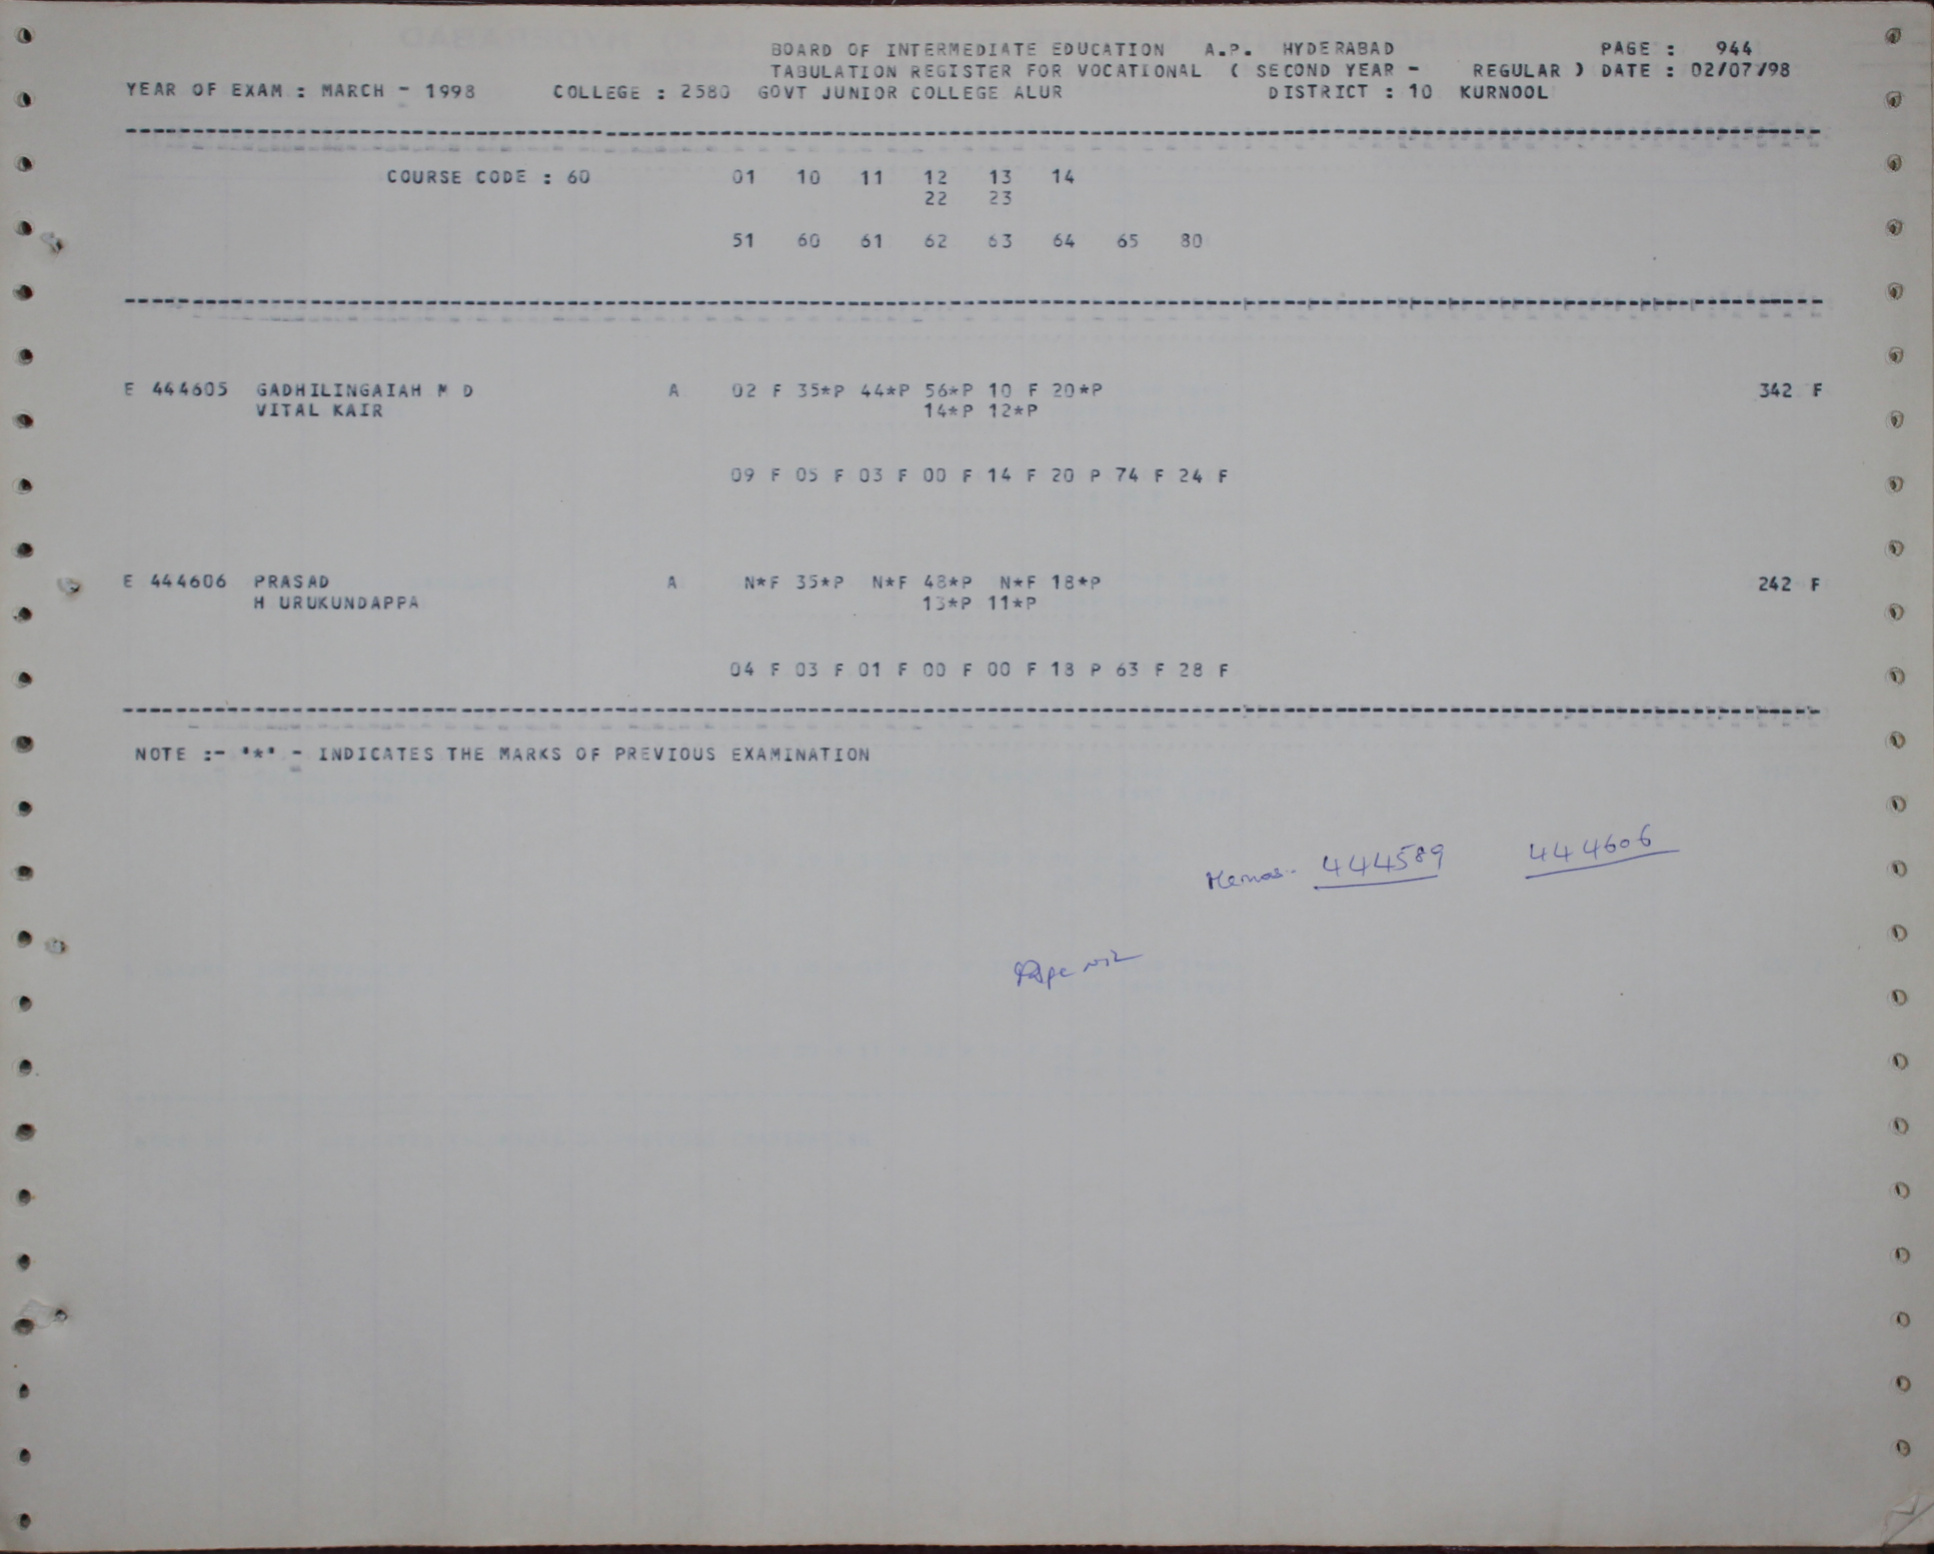 BOARD OF INTERMEDIATE EDUCATION A.P. HYDERABAD PAGE : 944
TABULATION REGISTER FOR VOCATIONAL ( SECOND YEAR - REGULAR ) DATE : 02/07/98
YEAR OF EXAM : MARCH - 1998 COLLEGE : 2580 GOVT JUNIOR COLLEGE ALUR DISTRICT : 10 KURNOOL
COURSE CODE : 60 01 10 11 12 13 14
22 23
51 60 61 62 63 64 65 80
E 444605 GADHILINGAIAH M D A 02 F 35*P 44*P 56*P 10 F 20*P 342 F
VITAL KAIR 14*P 12*P
09 F 05 F 03 F 00 F 14 F 20 P 74 F 24 F
E 444606 PRASAD A N*F 35*P N*F 48*P N*F 18*P 242 F
H URUKUNDAPPA 13*P 11*P
04 F 03 F 01 F 00 F 00 F 18 P 63 F 28 F
NOTE :- '*' - INDICATES THE MARKS OF PREVIOUS EXAMINATION
Memos. 444589 444606
Page nil